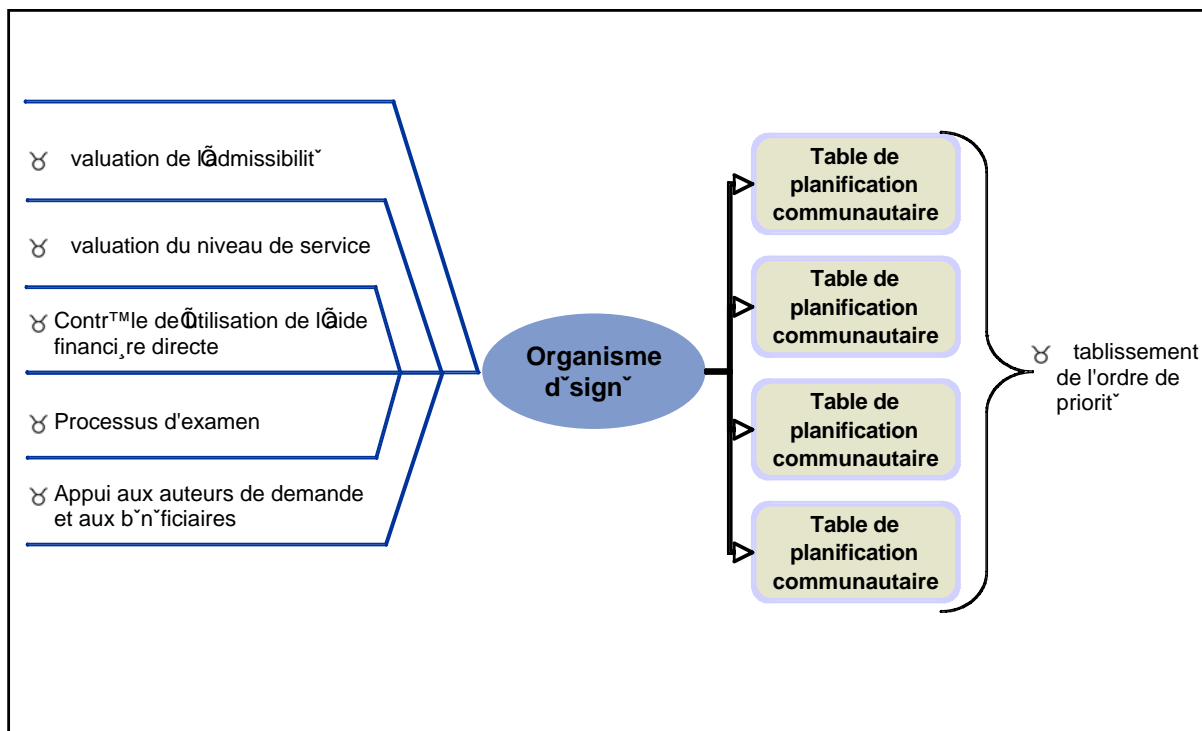 ♉ valuation de lÕadmissibilitˇ
♉ valuation du niveau de service
♉ Contr™le de lÕutilisation de lÕaide
financi¸re directe
♉ Processus d'examen
♉ Appui aux auteurs de demande
et aux bˇnˇficiaires
Organisme
dˇsignˇ
Table de
planification
communautaire
Table de
planification
communautaire
Table de
planification
communautaire
Table de
planification
communautaire
♉ tablissement
de l'ordre de
prioritˇ